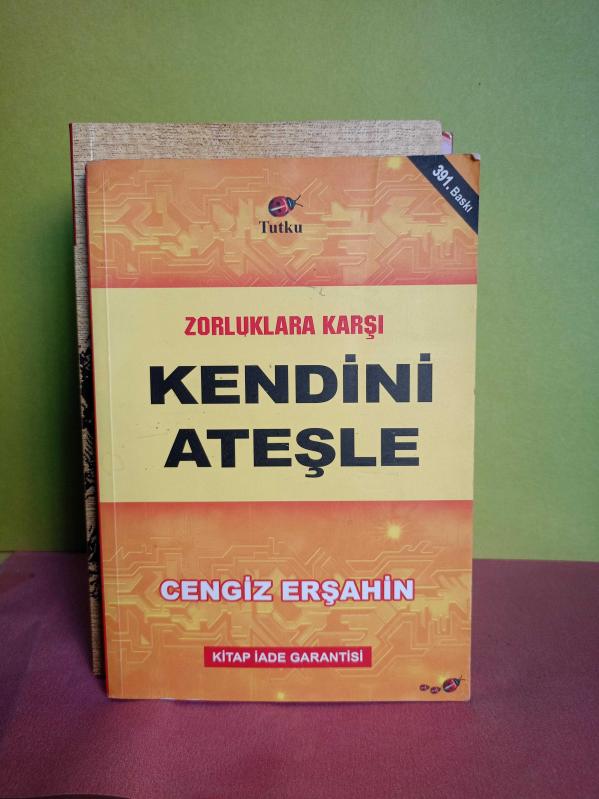 391. Baskı
Tutku
ZORLUKLARA KARŞI
KENDİNİ
ATEŞLE
CENGİZ ERŞAHİN
KİTAP İADE GARANTİSİ